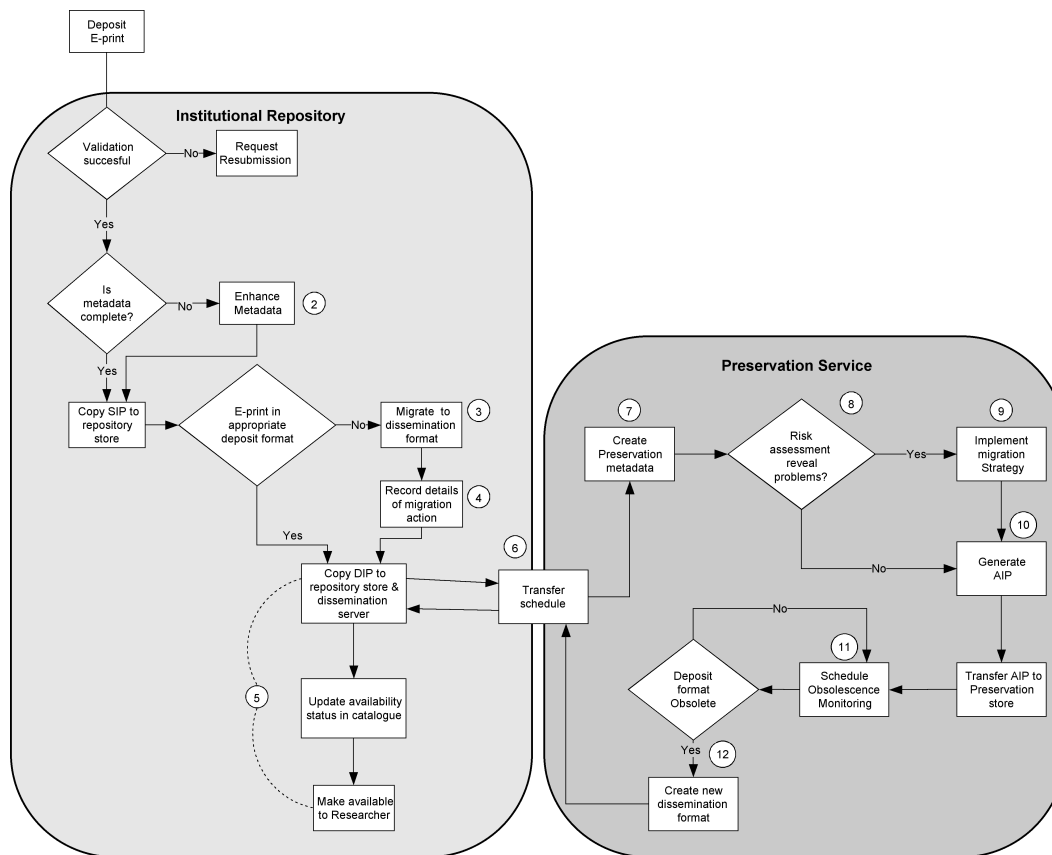 Deposit
E-print
Institutional Repository
Validation
succesful
No
Request
Resubmission
Yes
Is
metadata
complete?
No
Enhance
Metadata
2
Yes
Copy SIP to
repository
store
E-print in
appropriate
deposit format
No
Migrate to
dissemination
format
3
Record details
of migration
action
4
Yes
Copy DIP to
repository store &
dissemination
server
5
Update availability
status in catalogue
Make available
to Researcher
6
Transfer
schedule
Preservation Service
7
Create
Preservation
metadata
8
Risk
assessment
reveal
problems?
Yes
9
Implement
migration
Strategy
No
10
Generate
AIP
Transfer AIP to
Preservation
store
11
Schedule
Obsolescence
Monitoring
No
Deposit
format
Obsolete
Yes
12
Create new
dissemination
format